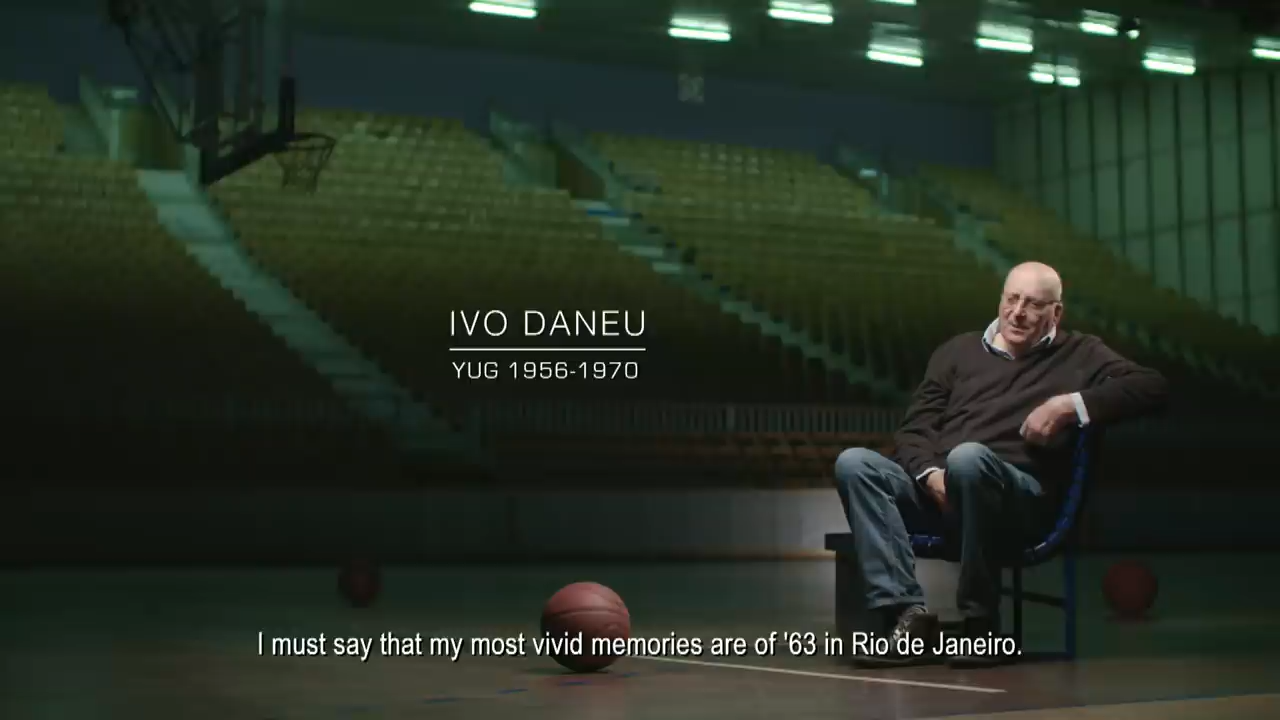 IVO DANEU
YUG 1956-1970
I must say that my most vivid memories are of '63 in Rio de Janeiro.